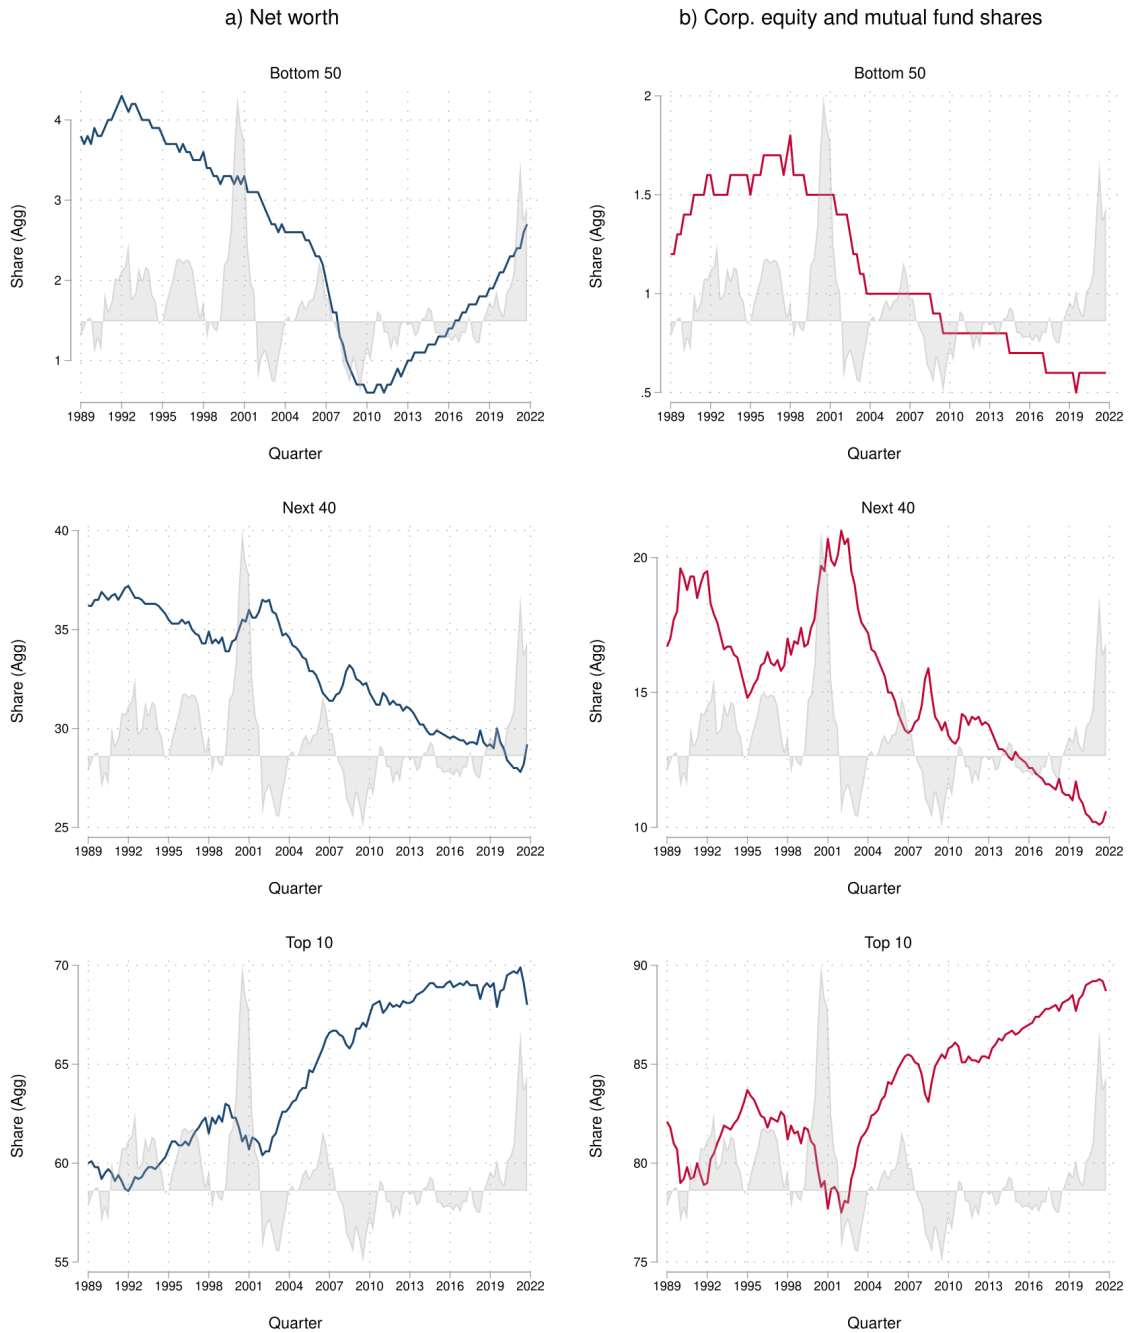 a) Net worth
b) Corp. equity and mutual fund shares
Bottom 50
Share (Agg)
4
3
2
1
1989 1992 1995 1998 2001 2004 2007 2010 2013 2016 2019 2022
Quarter
Bottom 50
Share (Agg)
2
1.5
1
.5
1989 1992 1995 1998 2001 2004 2007 2010 2013 2016 2019 2022
Quarter
Next 40
Share (Agg)
40
35
30
25
1989 1992 1995 1998 2001 2004 2007 2010 2013 2016 2019 2022
Quarter
Next 40
Share (Agg)
20
15
10
1989 1992 1995 1998 2001 2004 2007 2010 2013 2016 2019 2022
Quarter
Top 10
Share (Agg)
70
65
60
55
1989 1992 1995 1998 2001 2004 2007 2010 2013 2016 2019 2022
Quarter
Top 10
Share (Agg)
90
85
80
75
1989 1992 1995 1998 2001 2004 2007 2010 2013 2016 2019 2022
Quarter